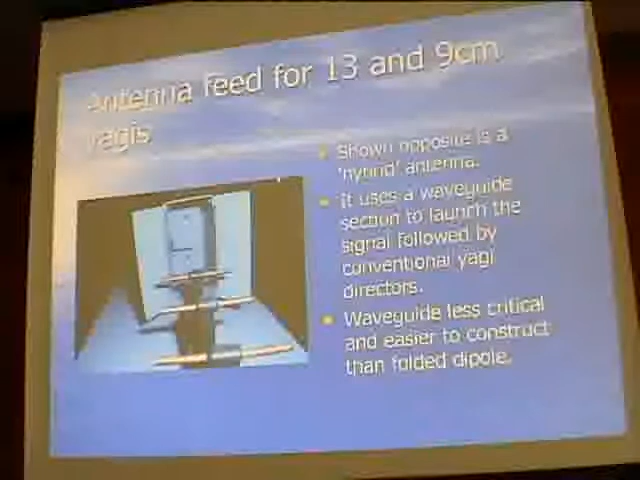 Antenna feed for 13 and 9cm
yagis
Shown opposite is a
'hybrid' antenna.
It uses a waveguide
section to launch the
signal followed by
conventional yagi
directors.
Waveguide less critical
and easier to construct
than folded dipole.